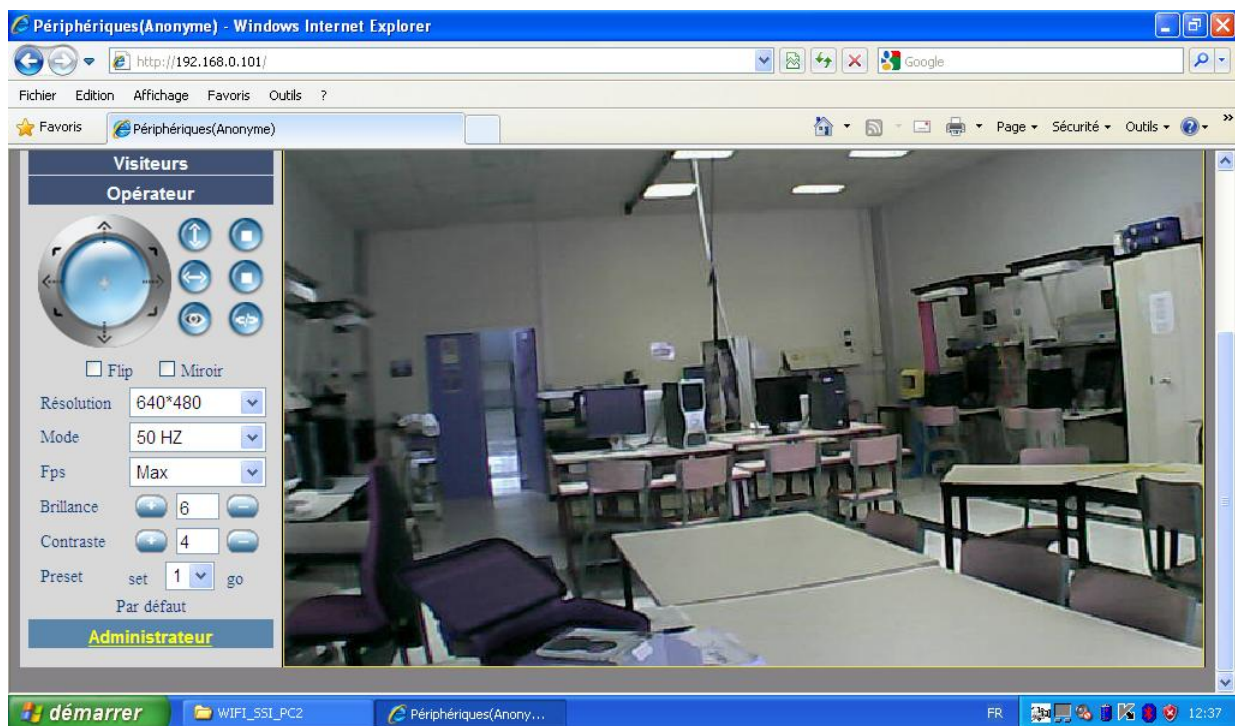 Périphériques(Anonyme) - Windows Internet Explorer
http://192.168.0.101/
Google
Fichier Edition Affichage Favoris Outils ?
Favoris Périphériques(Anonyme) Page Sécurité Outils »
Visiteurs
Opérateur
Flip Miroir
Résolution 640*480
Mode 50 HZ
Fps Max
Brillance + 6 -
Contraste + 4 -
Preset set 1 go
Par défaut
Administrateur
démarrer WIFI_SSI_PC2 Périphériques(Anony... FR 12:37